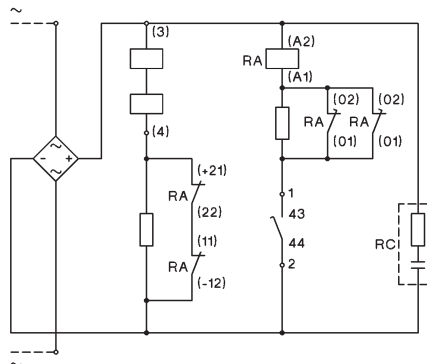 ~
(3)
(A2)
RA
(A1)
(02) (02)
RA RA
(4)
(01) (01)
~
- +
~
(+21)
RA
1
(22)
43
(11)
44
RC
RA
2
(-12)
~